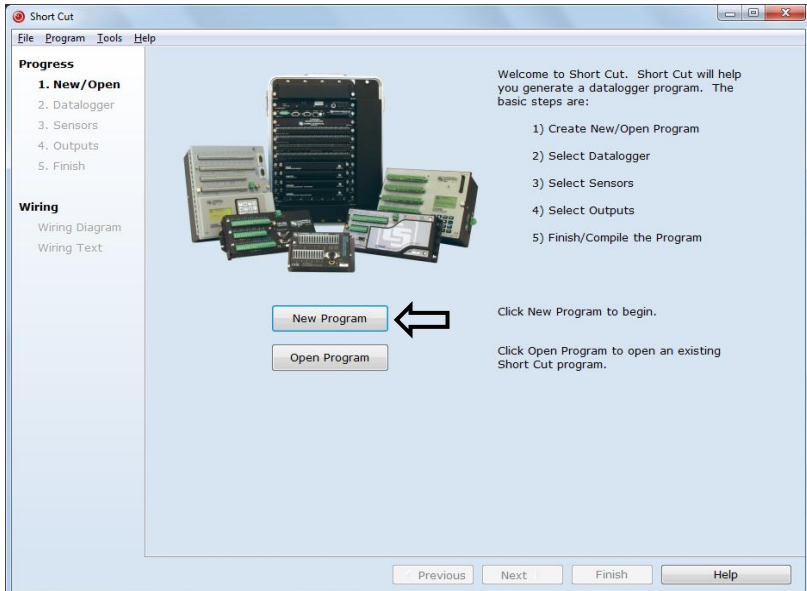 Short Cut
File Program Tools Help
Progress
1. New/Open
2. Datalogger
3. Sensors
4. Outputs
5. Finish
Wiring
Wiring Diagram
Wiring Text
Welcome to Short Cut. Short Cut will help
you generate a datalogger program. The
basic steps are:
1) Create New/Open Program
2) Select Datalogger
3) Select Sensors
4) Select Outputs
5) Finish/Compile the Program
New Program
Click New Program to begin.
Open Program
Click Open Program to open an existing
Short Cut program.
Previous Next Finish Help